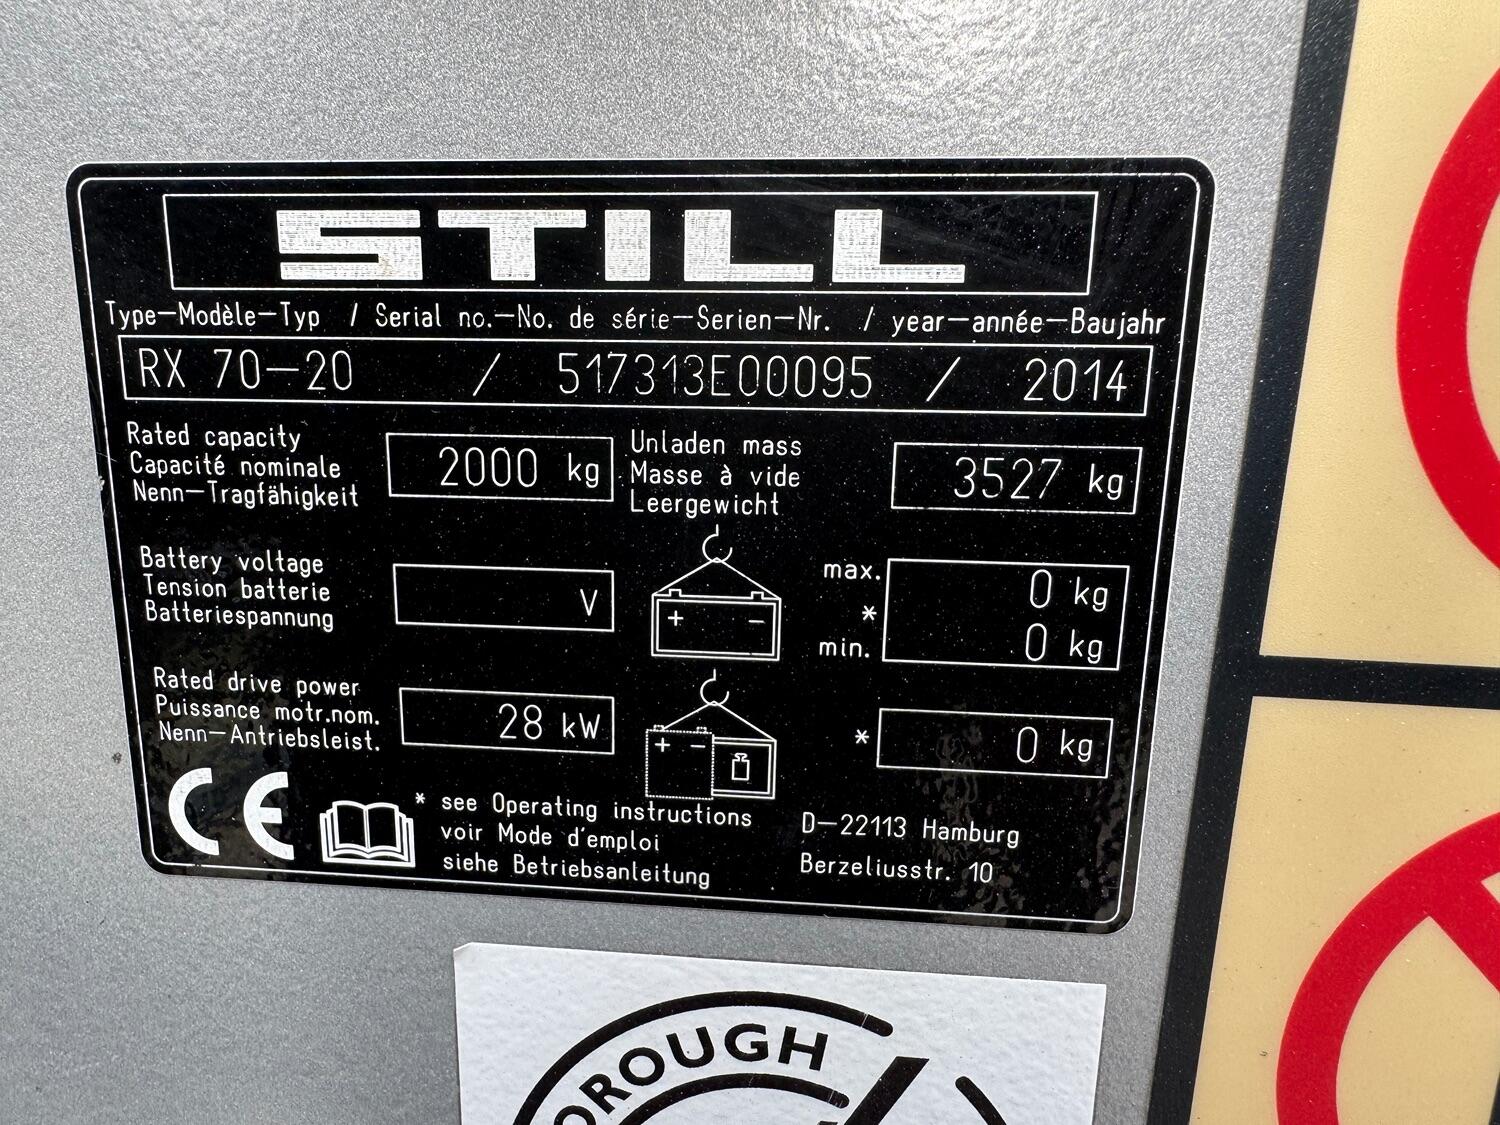 STILL
Type-Modèle-Typ / Serial no.-No. de série-Serien-Nr. / year-année-Baujahr
RX 70-20 / 517313E00095 / 2014
Rated capacity
Capacité nominale
Nenn-Tragfähigkeit
2000 kg
Unladen mass
Masse à vide
Leergewicht
3527 kg
Battery voltage
Tension batterie
Batteriespannung
V
+ -
max. 0 kg
*
min. 0 kg
Rated drive power
Puissance motr.nom.
Nenn-Antriebsleist.
28 kW
+ -
* 0 kg
CE
* see Operating instructions
voir Mode d'emploi
siehe Betriebsanleitung
D-22113 Hamburg
Berzeliusstr. 10
OROUGH